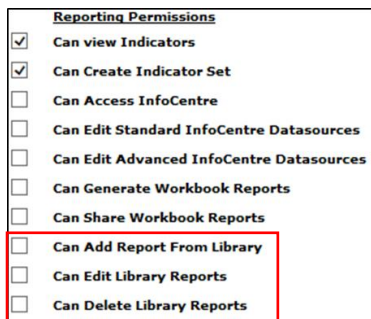 Reporting Permissions
Can view Indicators
Can Create Indicator Set
Can Access InfoCentre
Can Edit Standard InfoCentre Datasources
Can Edit Advanced InfoCentre Datasources
Can Generate Workbook Reports
Can Share Workbook Reports
Can Add Report From Library
Can Edit Library Reports
Can Delete Library Reports